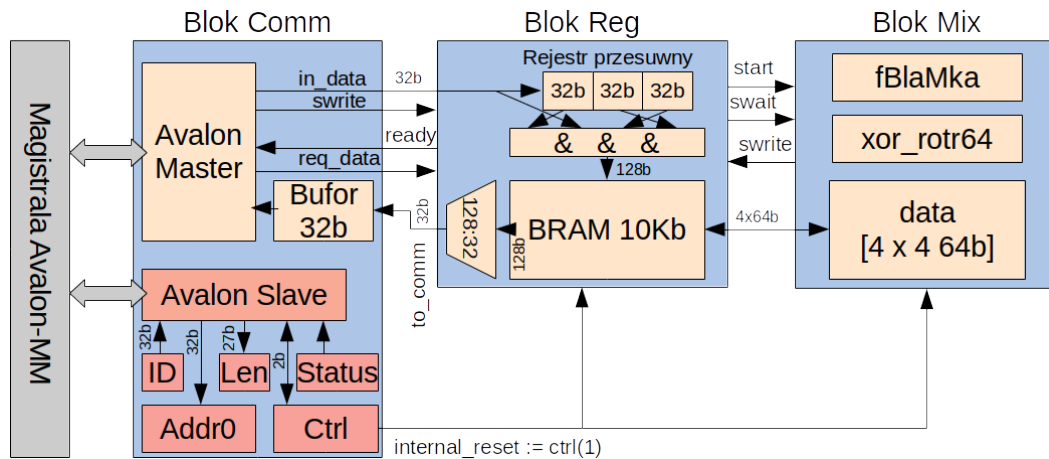 Blok Comm
Blok Reg
Blok Mix
Magistrala Avalon-MM
Avalon
Master
in_data
32b
swrite
ready
req_data
Bufor
32b
32b
to_comm
Avalon Slave
32b
32b
27b
2b
ID
Len
Status
Addr0
Ctrl
internal_reset := ctrl(1)
Rejestr przesuwny
32b
32b
32b
& & &
128b
128:32
128b
BRAM 10Kb
start
swait
swrite
4x64b
fBlaMka
xor_rotr64
data
[4 x 4 64b]